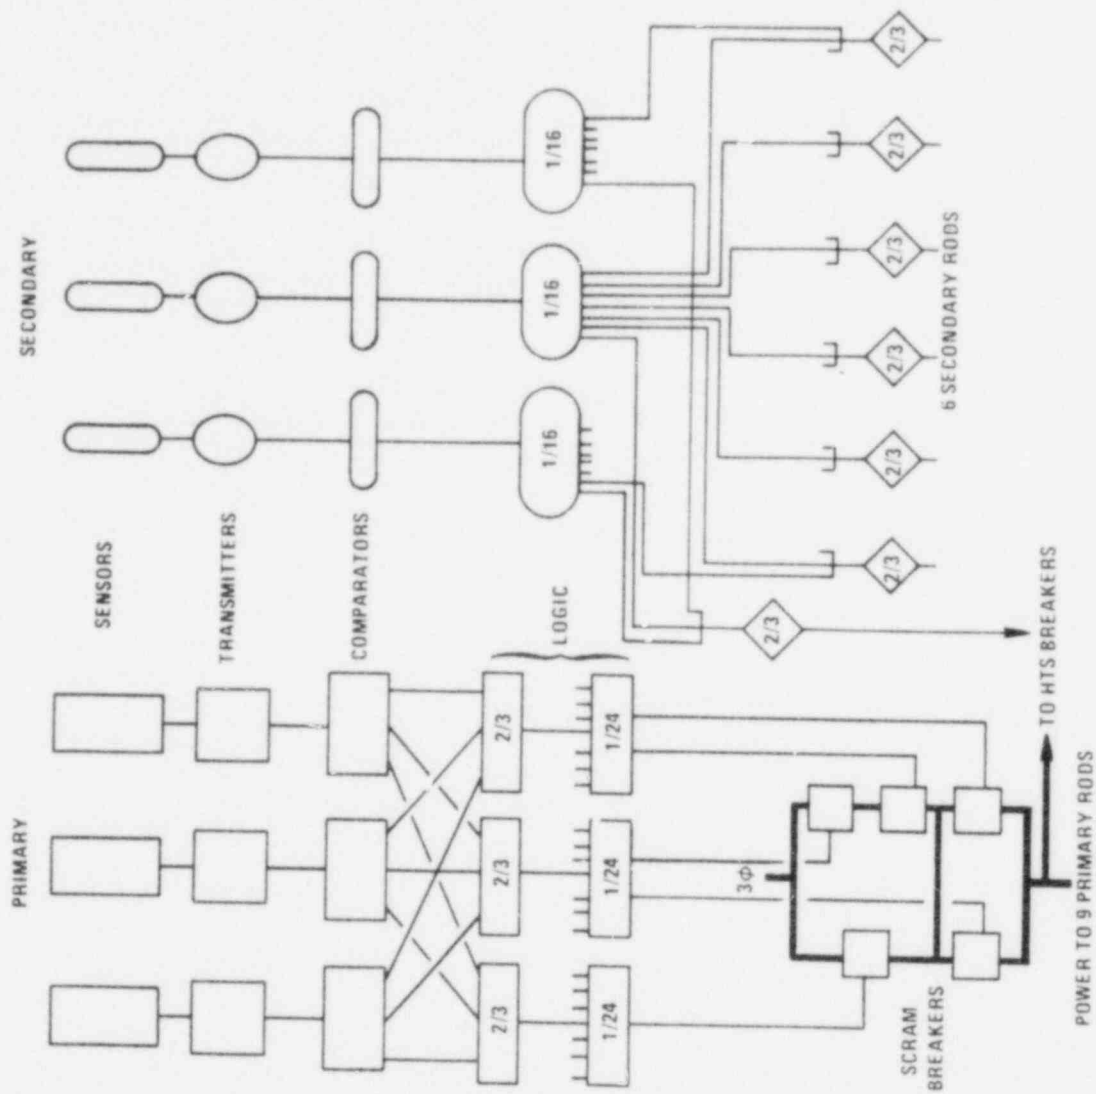 PRIMARY
SECONDARY
SENSORS
TRANSMITTERS
COMPARATORS
LOGIC
2/3
2/3
2/3
1/24
1/24
1/24
1/16
1/16
1/16
3Φ
SCRAM
BREAKERS
2/3
2/3
2/3
2/3
2/3
2/3
2/3
6 SECONDARY RODS
TO HTS BREAKERS
POWER TO 9 PRIMARY RODS